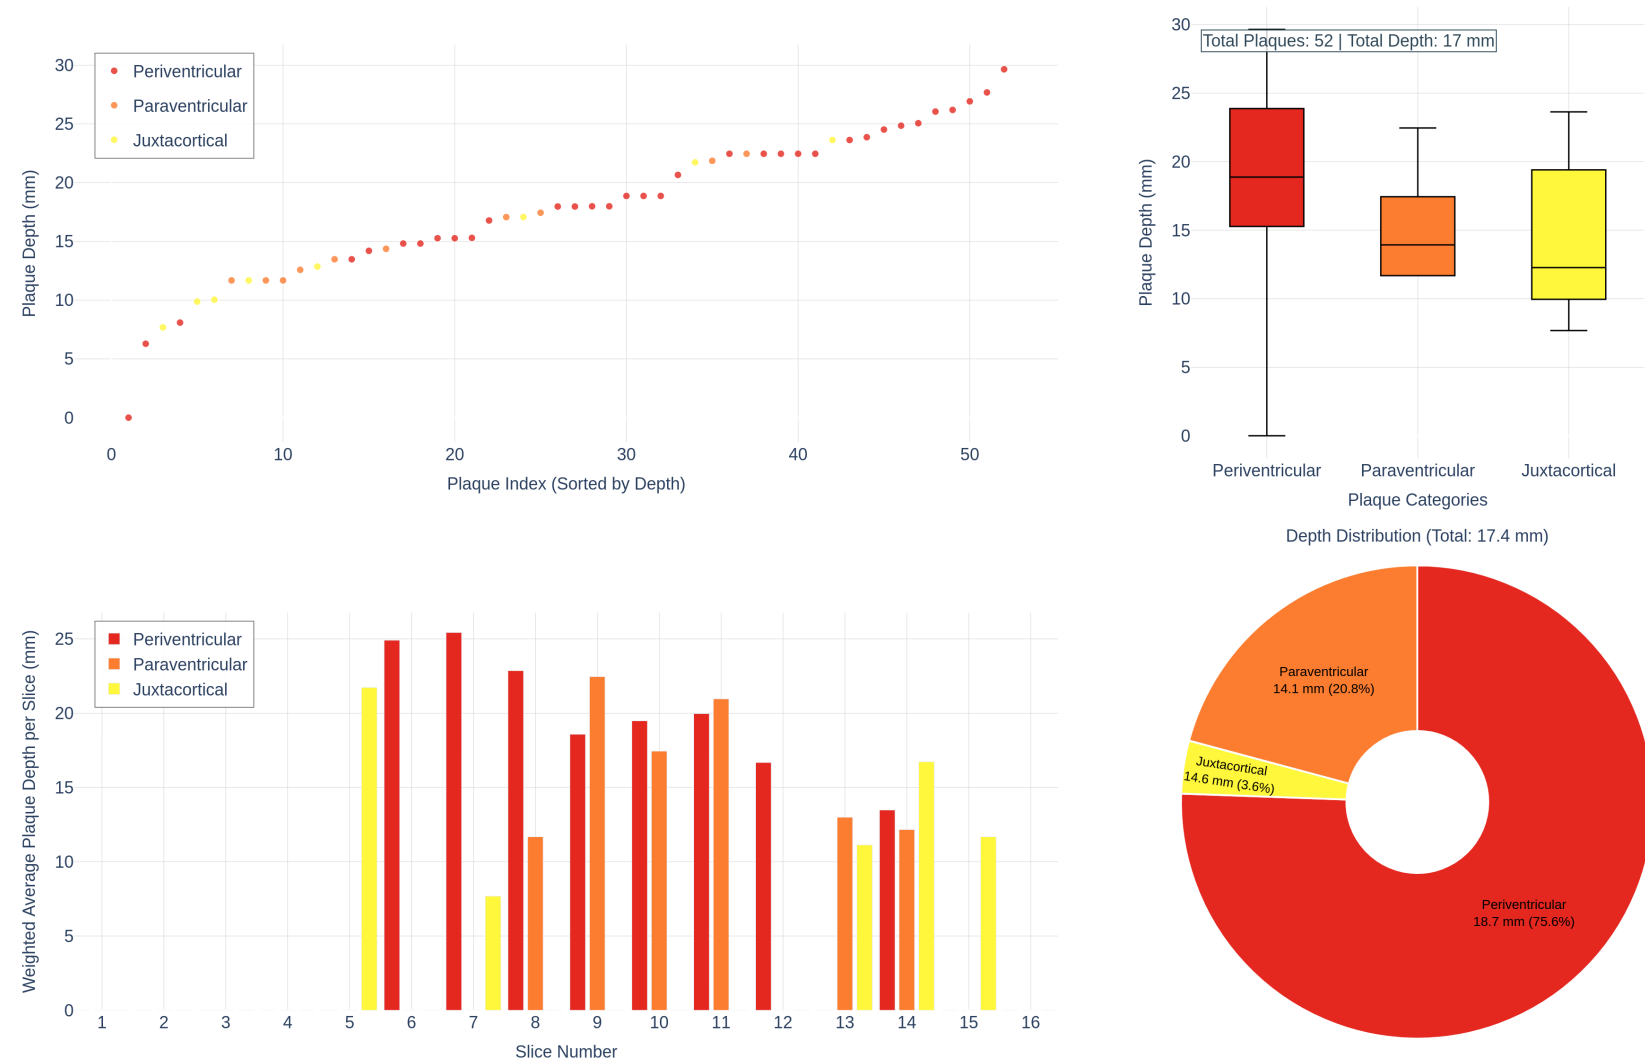 Periventricular
Paraventricular
Juxtacortical
30
25
20
15
10
5
0
Plaque Depth (mm)
0 10 20 30 40 50
Plaque Index (Sorted by Depth)
Total Plaques: 52 | Total Depth: 17 mm
30
25
20
15
10
5
0
Plaque Depth (mm)
Periventricular Paraventricular Juxtacortical
Plaque Categories
Periventricular
Paraventricular
Juxtacortical
25
20
15
10
5
0
Weighted Average Plaque Depth per Slice (mm)
1 2 3 4 5 6 7 8 9 10 11 12 13 14 15 16
Slice Number
Depth Distribution (Total: 17.4 mm)
Paraventricular
14.1 mm (20.8%)
Juxtacortical
14.6 mm (3.6%)
Periventricular
18.7 mm (75.6%)